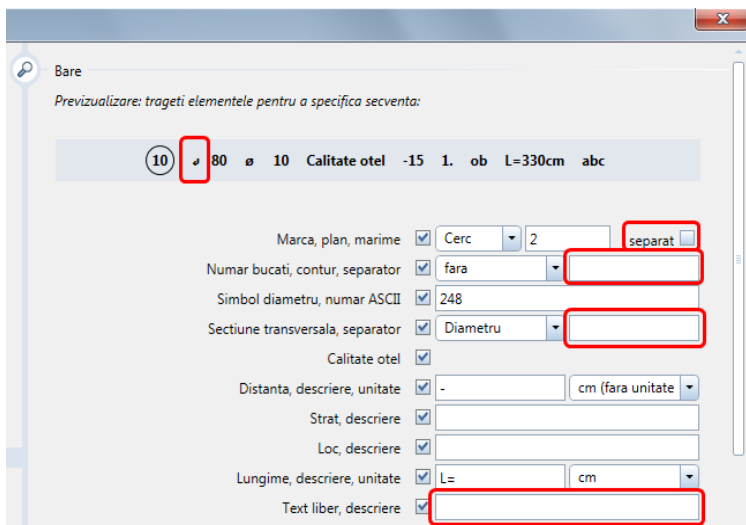 Bare
Previzualizare: trageti elementele pentru a specifica secventa:
10 ø 80 ø 10 Calitate otel -15 1. ob L=330cm abc
Marca, plan, marime Cerc 2 separat
Numar bucati, contur, separator fara
Simbol diametru, numar ASCII 248
Sectiune transversala, separator Diametru
Calitate otel
Distanta, descriere, unitate - cm (fara unitate
Strat, descriere
Loc, descriere
Lungime, descriere, unitate L= cm
Text liber, descriere